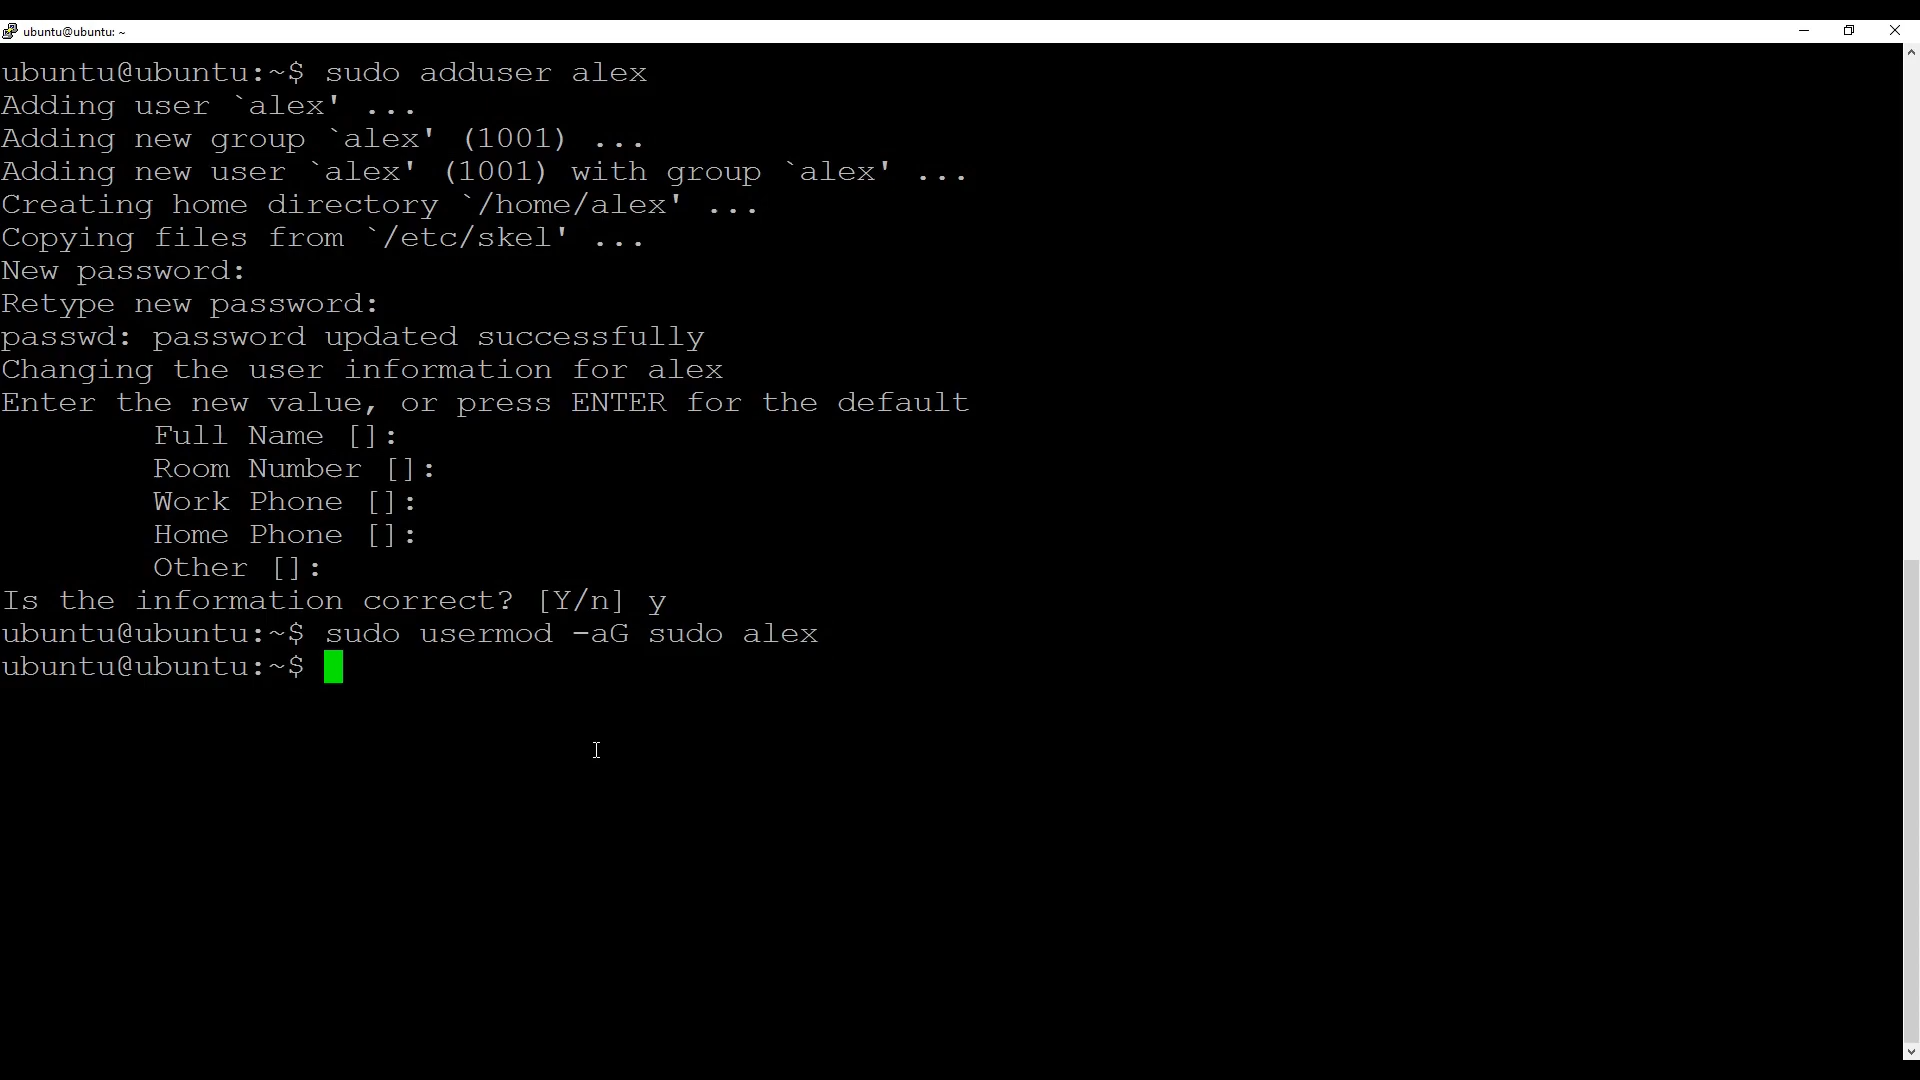 ubuntu@ubuntu: ~
ubuntu@ubuntu:~$ sudo adduser alex
Adding user `alex' ...
Adding new group `alex' (1001) ...
Adding new user `alex' (1001) with group `alex' ...
Creating home directory `/home/alex' ...
Copying files from `/etc/skel' ...
New password:
Retype new password:
passwd: password updated successfully
Changing the user information for alex
Enter the new value, or press ENTER for the default
        Full Name []:
        Room Number []:
        Work Phone []:
        Home Phone []:
        Other []:
Is the information correct? [Y/n] y
ubuntu@ubuntu:~$ sudo usermod -aG sudo alex
ubuntu@ubuntu:~$